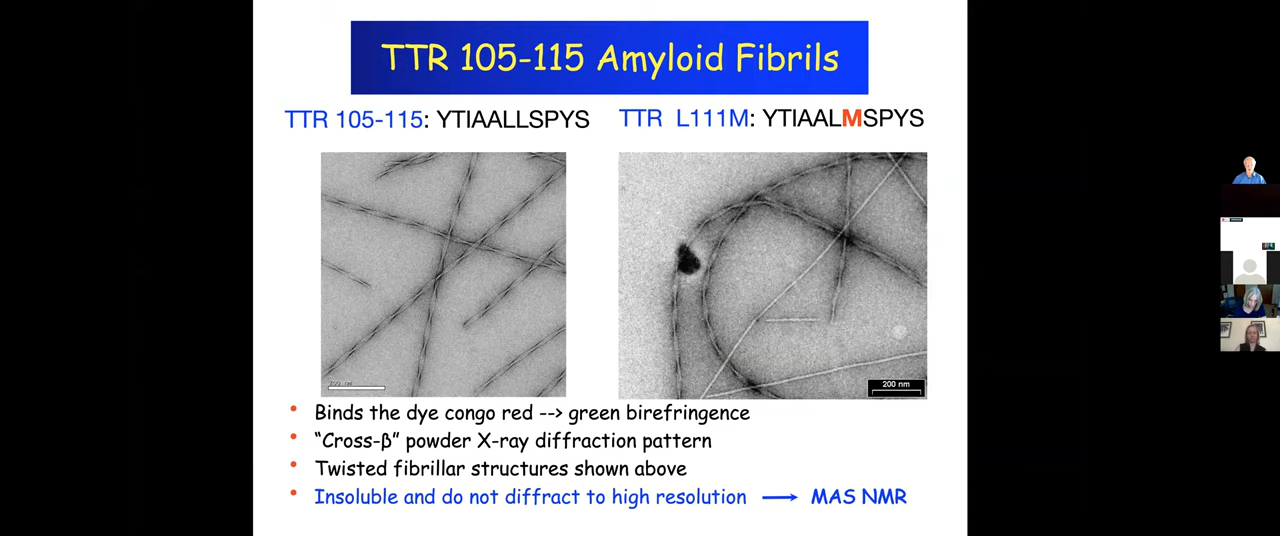 TTR 105-115 Amyloid Fibrils
TTR 105-115: YTIAALLSPYS
TTR L111M: YTIAALMSPYS
200 nm
200 nm
• Binds the dye congo red --> green birefringence
• “Cross-β” powder X-ray diffraction pattern
• Twisted fibrillar structures shown above
• Insoluble and do not diffract to high resolution → MAS NMR